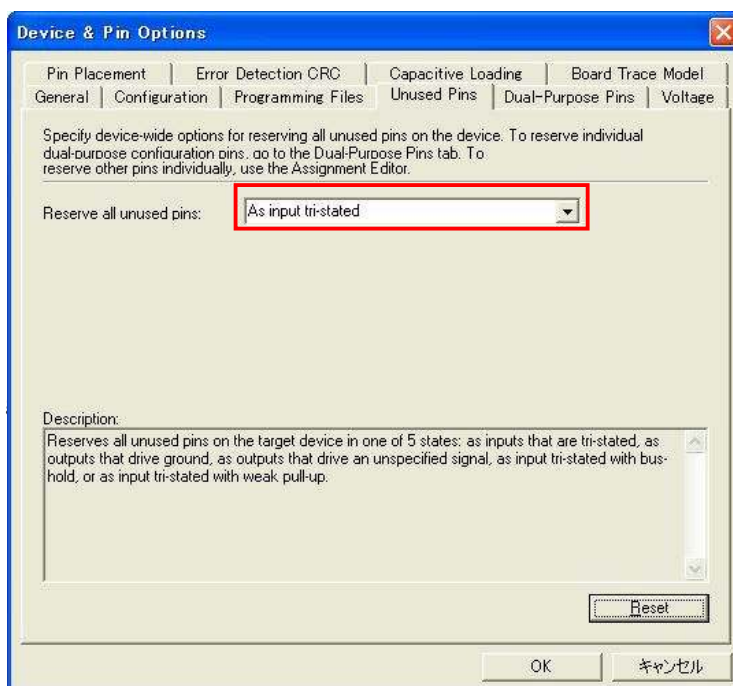 Device & Pin Options
Pin Placement
Error Detection CRC
Capacitive Loading
Board Trace Model
General
Configuration
Programming Files
Unused Pins
Dual-Purpose Pins
Voltage
Specify device-wide options for reserving all unused pins on the device. To reserve individual
dual-purpose configuration pins, go to the Dual-Purpose Pins tab. To
reserve other pins individually, use the Assignment Editor.
Reserve all unused pins:
As input tri-stated
Description:
Reserves all unused pins on the target device in one of 5 states: as inputs that are tri-stated, as
outputs that drive ground, as outputs that drive an unspecified signal, as input tri-stated with bus-
hold, or as input tri-stated with weak pull-up.
Reset
OK
キャンセル